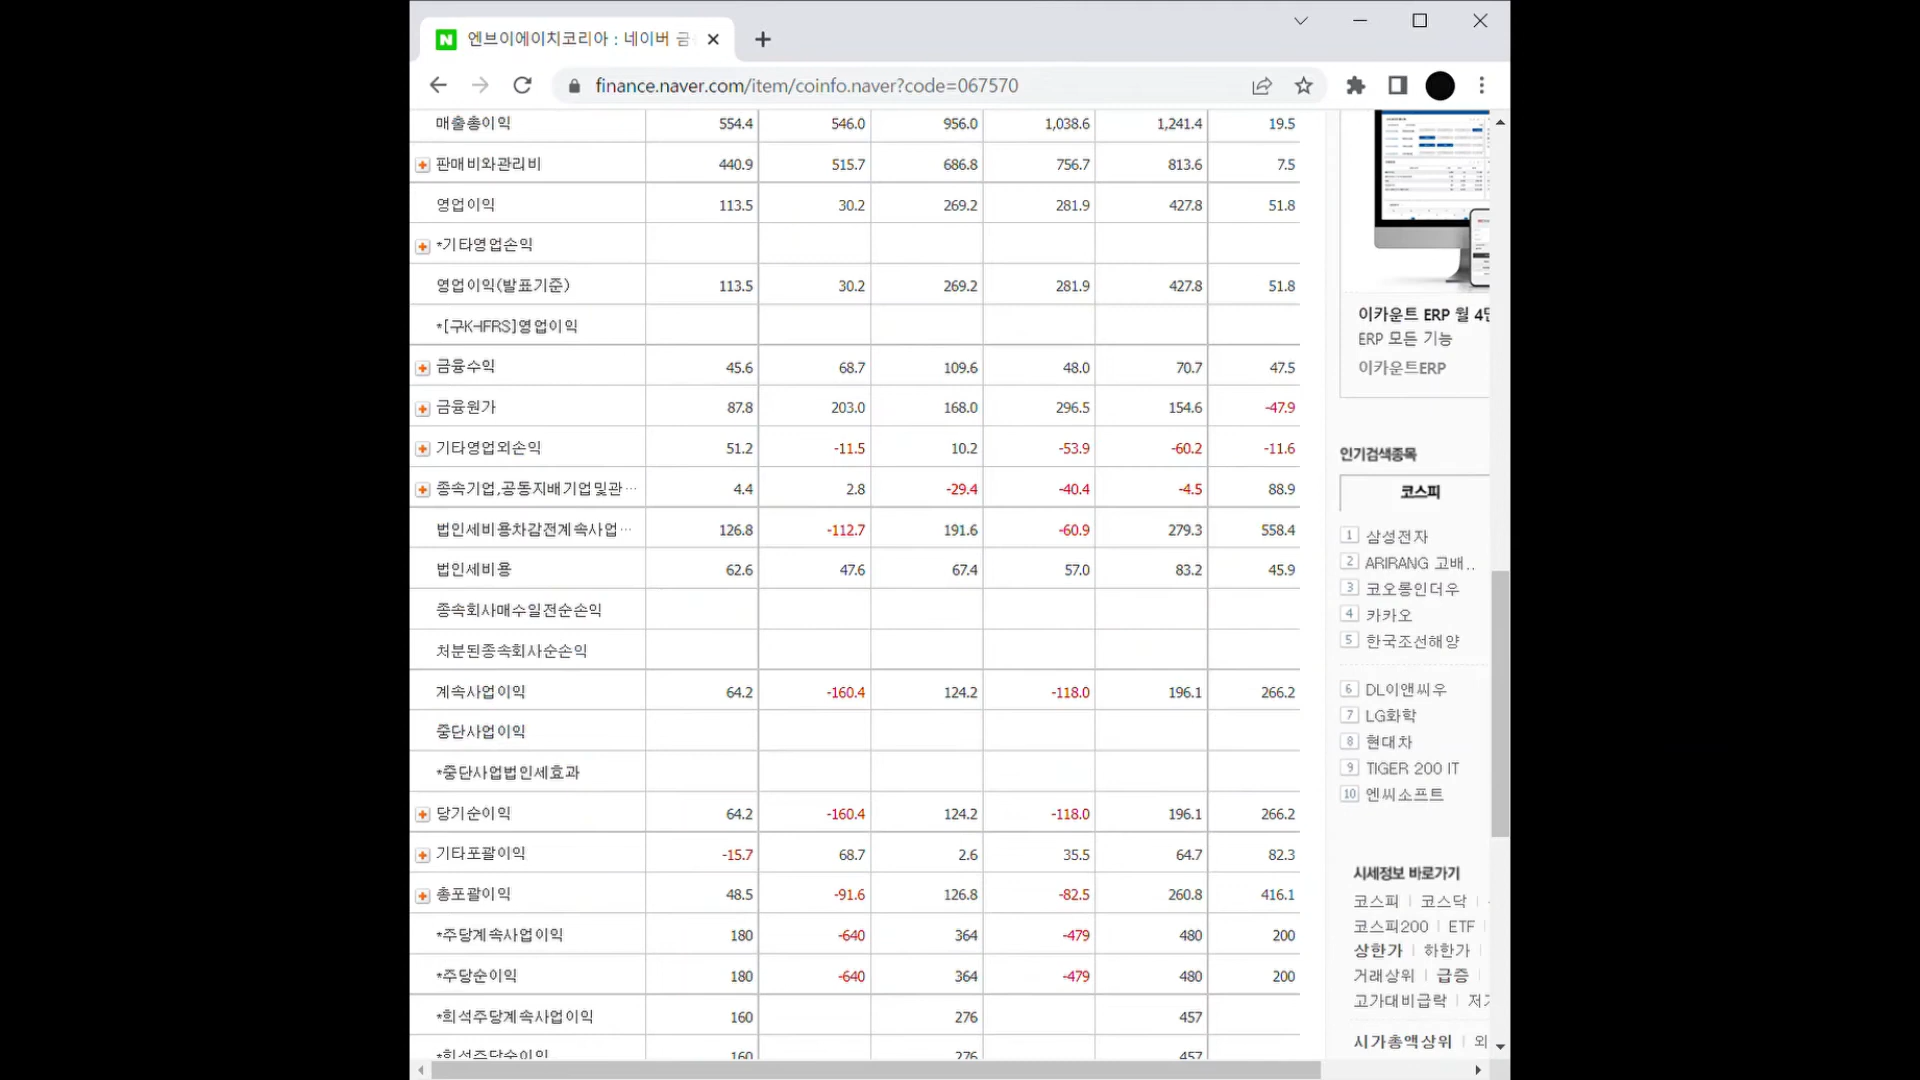 엔브이에이치코리아 : 네이버 금
finance.naver.com/item/coinfo.naver?code=067570
매출총이익 554.4 546.0 956.0 1,038.6 1,241.4 19.5
판매비와관리비 440.9 515.7 686.8 756.7 813.6 7.5
영업이익 113.5 30.2 269.2 281.9 427.8 51.8
*기타영업손익
영업이익(발표기준) 113.5 30.2 269.2 281.9 427.8 51.8
*[구K-IFRS]영업이익
금융수익 45.6 68.7 109.6 48.0 70.7 47.5
금융원가 87.8 203.0 168.0 296.5 154.6 -47.9
기타영업외손익 51.2 -11.5 10.2 -53.9 -60.2 -11.6
종속기업,공동지배기업및관… 4.4 2.8 -29.4 -40.4 -4.5 88.9
법인세비용차감전계속사업… 126.8 -112.7 191.6 -60.9 279.3 558.4
법인세비용 62.6 47.6 67.4 57.0 83.2 45.9
종속회사매수일전순손익
처분된종속회사순손익
계속사업이익 64.2 -160.4 124.2 -118.0 196.1 266.2
중단사업이익
*중단사업법인세효과
당기순이익 64.2 -160.4 124.2 -118.0 196.1 266.2
기타포괄이익 -15.7 68.7 2.6 35.5 64.7 82.3
총포괄이익 48.5 -91.6 126.8 -82.5 260.8 416.1
*주당계속사업이익 180 -640 364 -479 480 200
*주당순이익 180 -640 364 -479 480 200
*희석주당계속사업이익 160 276 457
*희석주당순이익 160 276 457
이카운트 ERP 월 4만
ERP 모든 기능
이카운트ERP
인기검색종목
코스피
1 삼성전자
2 ARIRANG 고배..
3 코오롱인더우
4 카카오
5 한국조선해양
6 DL이앤씨우
7 LG화학
8 현대차
9 TIGER 200 IT
10 엔씨소프트
시세정보 바로가기
코스피 | 코스닥 |
코스피200 | ETF
상한가 | 하한가
거래상위 | 급증
고가대비급락 | 저가
시가총액상위 | 외